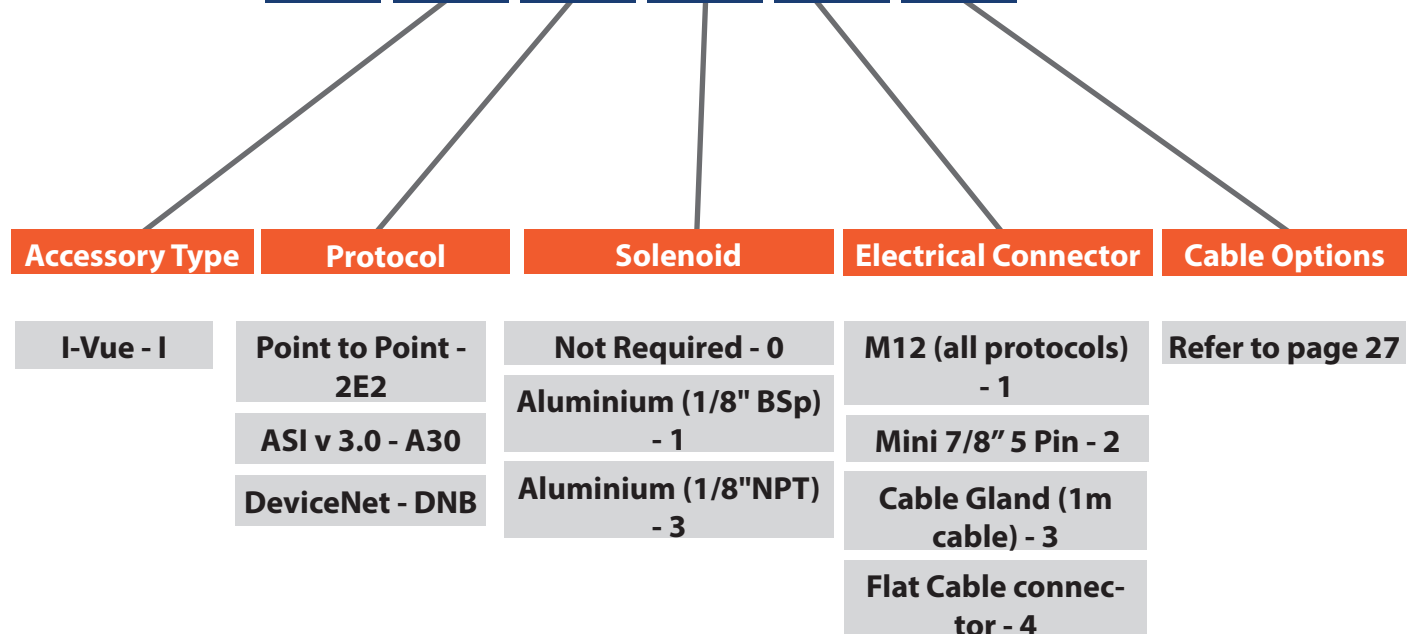 Accessory Type
Protocol
Solenoid
Electrical Connector
Cable Options
I-Vue - I
Point to Point -
2E2
ASI v 3.0 - A30
DeviceNet - DNB
Not Required - 0
Aluminium (1/8" BSp)
- 1
Aluminium (1/8"NPT)
- 3
M12 (all protocols)
- 1
Mini 7/8” 5 Pin - 2
Cable Gland (1m
cable) - 3
Flat Cable connec-
tor - 4
Refer to page 27